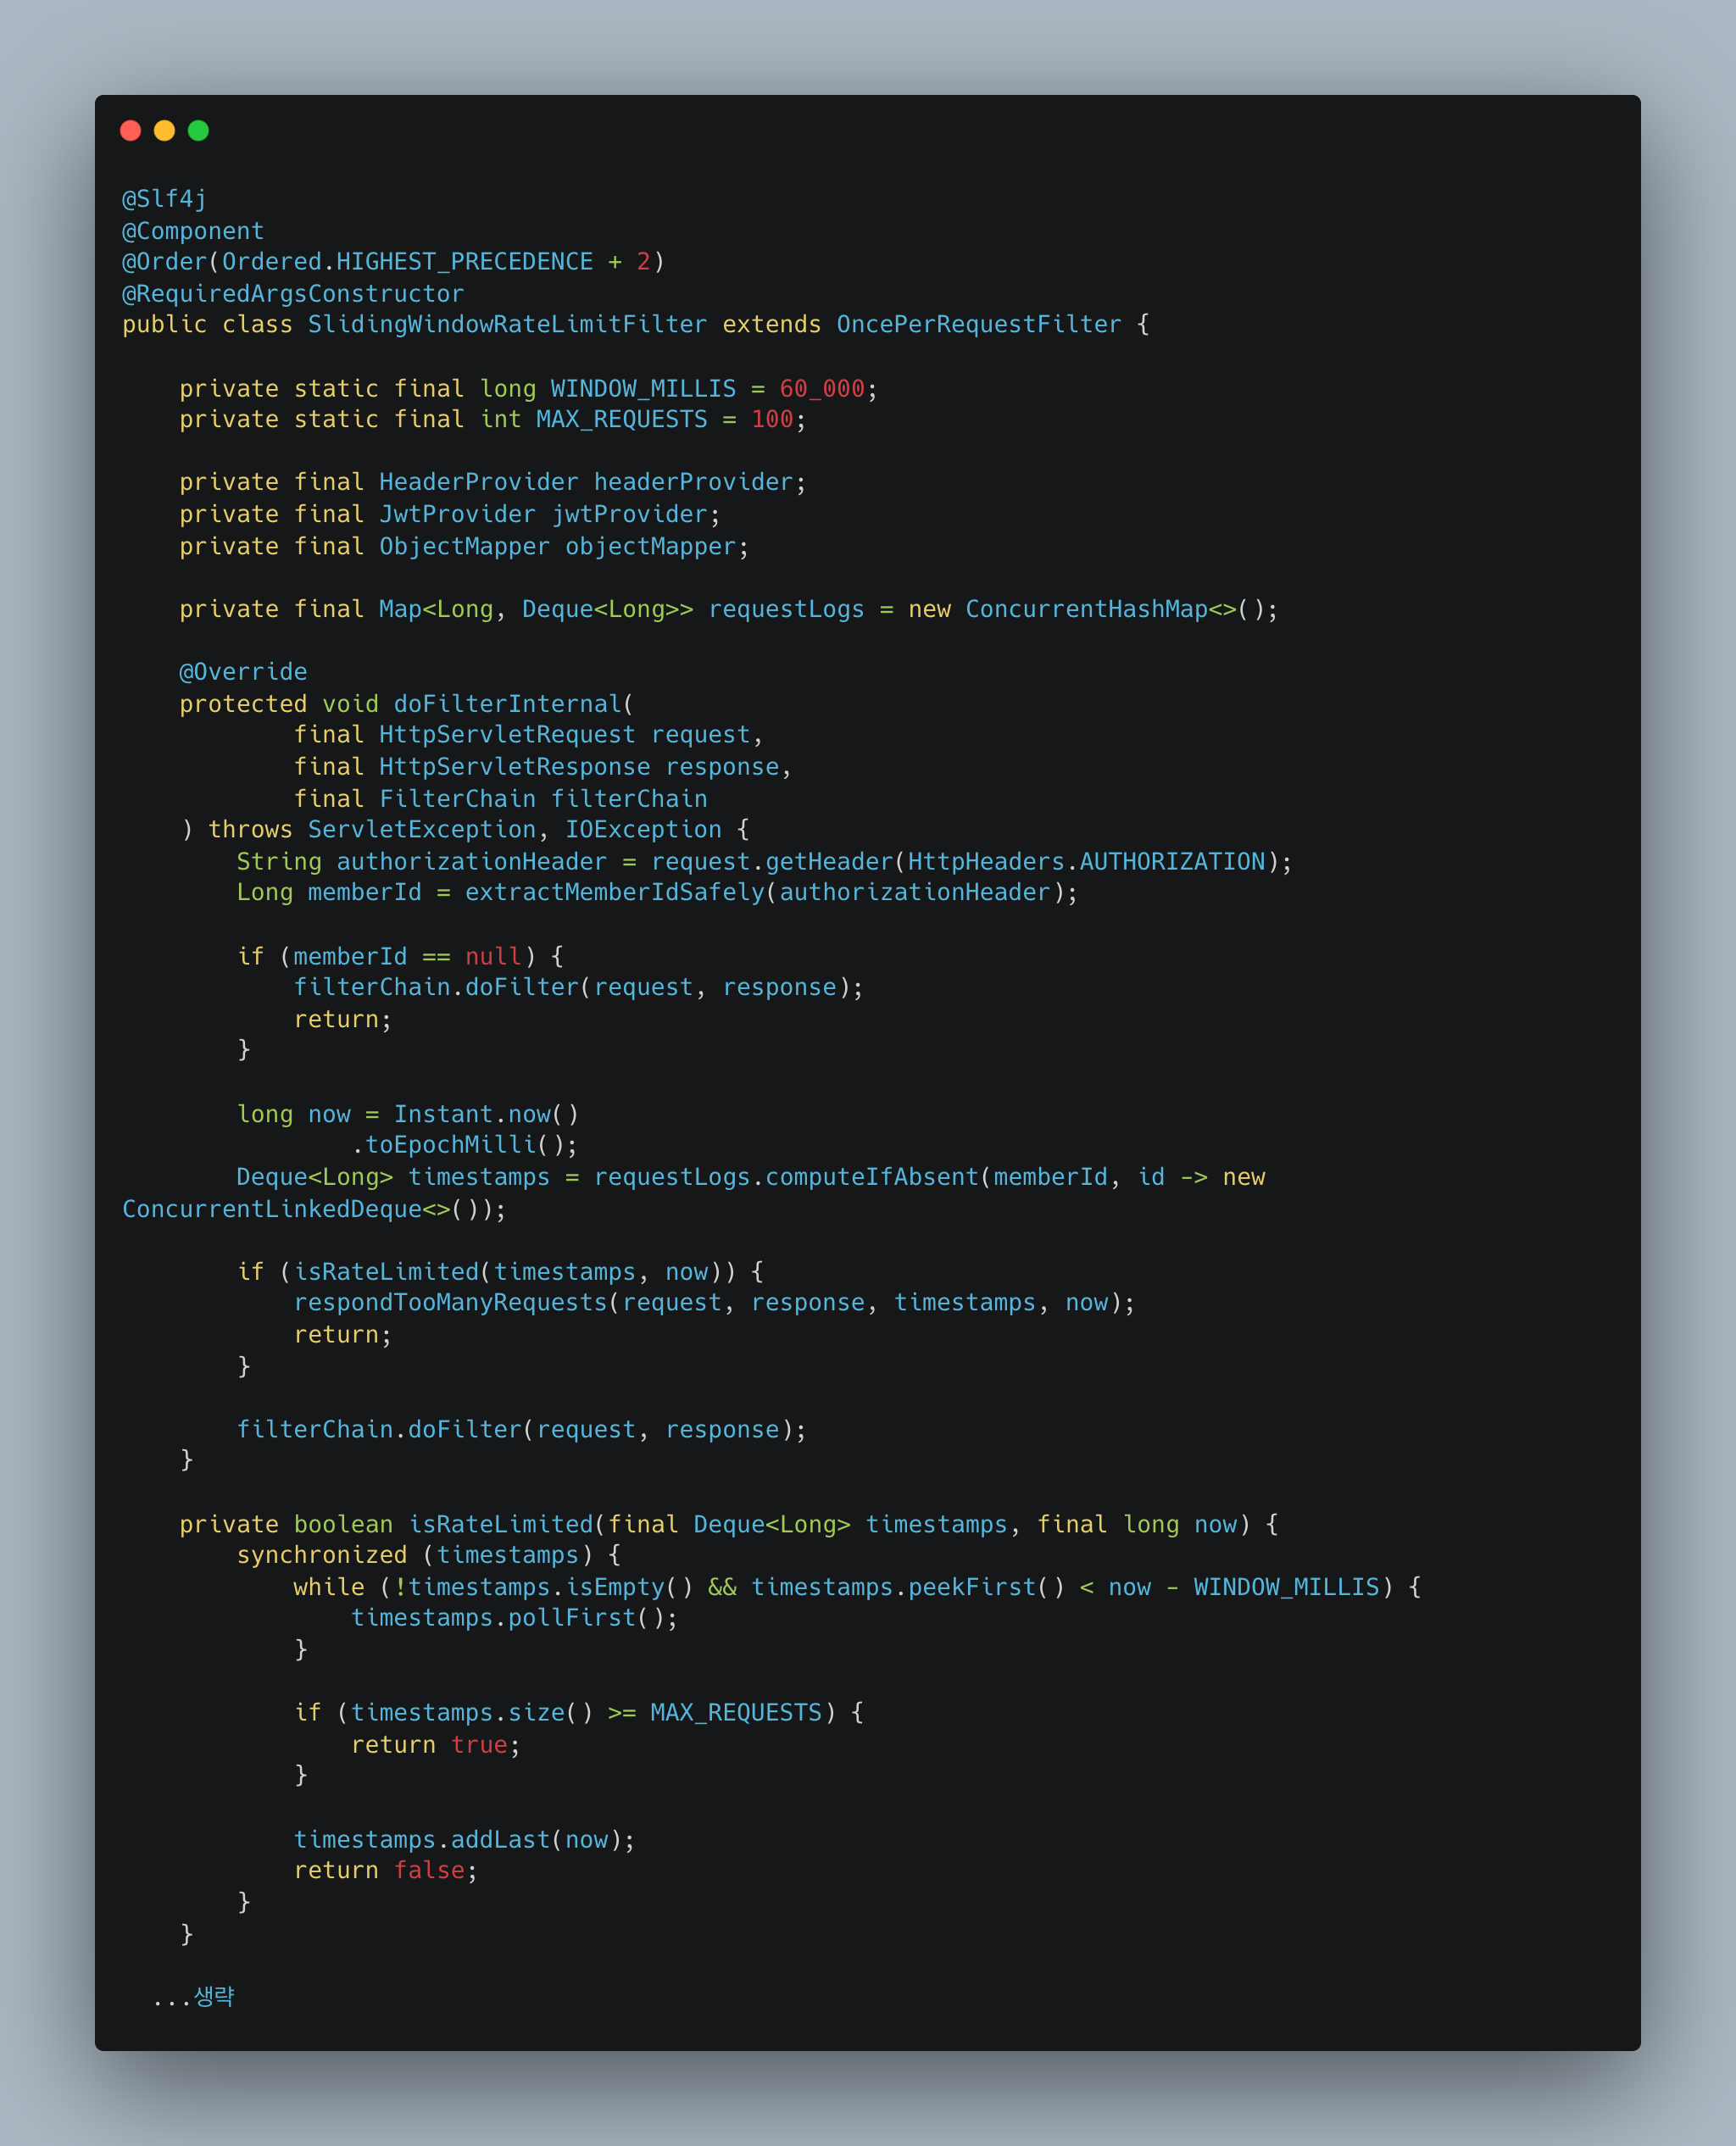 @Slf4j
@Component
@Order(Ordered.HIGHEST_PRECEDENCE + 2)
@RequiredArgsConstructor
public class SlidingWindowRateLimitFilter extends OncePerRequestFilter {

    private static final long WINDOW_MILLIS = 60_000;
    private static final int MAX_REQUESTS = 100;

    private final HeaderProvider headerProvider;
    private final JwtProvider jwtProvider;
    private final ObjectMapper objectMapper;

    private final Map<Long, Deque<Long>> requestLogs = new ConcurrentHashMap<>();

    @Override
    protected void doFilterInternal(
            final HttpServletRequest request,
            final HttpServletResponse response,
            final FilterChain filterChain
    ) throws ServletException, IOException {
        String authorizationHeader = request.getHeader(HttpHeaders.AUTHORIZATION);
        Long memberId = extractMemberIdSafely(authorizationHeader);

        if (memberId == null) {
            filterChain.doFilter(request, response);
            return;
        }

        long now = Instant.now()
                .toEpochMilli();
        Deque<Long> timestamps = requestLogs.computeIfAbsent(memberId, id -> new
ConcurrentLinkedDeque<>());

        if (isRateLimited(timestamps, now)) {
            respondTooManyRequests(request, response, timestamps, now);
            return;
        }

        filterChain.doFilter(request, response);
    }

    private boolean isRateLimited(final Deque<Long> timestamps, final long now) {
        synchronized (timestamps) {
            while (!timestamps.isEmpty() && timestamps.peekFirst() < now - WINDOW_MILLIS) {
                timestamps.pollFirst();
            }

            if (timestamps.size() >= MAX_REQUESTS) {
                return true;
            }

            timestamps.addLast(now);
            return false;
        }
    }

  ...생략